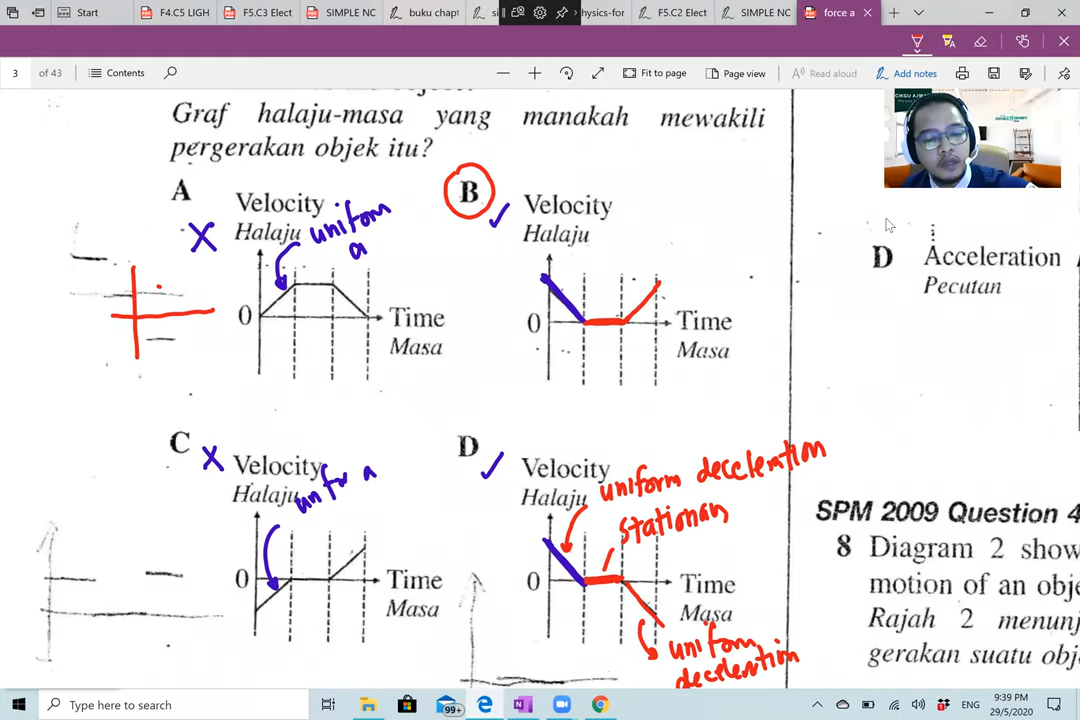 Start
F4.C5 LIGH
F5.C3 Elect
SIMPLE NC
buku chapt
si
hysics-for
F5.C2 Elect
SIMPLE NC
force a
3 of 43
Contents
Fit to page
Page view
Read aloud
Add notes
Graf halaju-masa yang manakah mewakili
pergerakan objek itu?
A
Velocity
Halaju
uniform
a
X
0
Time
Masa
B
Velocity
Halaju
0
Time
Masa
D Acceleration
Pecutan
C
X
Velocity
Halaju
0
Time
Masa
D
Velocity
Halaju
uniform deceleration
0
Time
Masa
uniform
deceleration
SPM 2009 Question 4
8 Diagram 2 show
motion of an obje
Rajah 2 menunj
gerakan suatu obj
Type here to search
99+
ENG
9:39 PM
29/5/2020